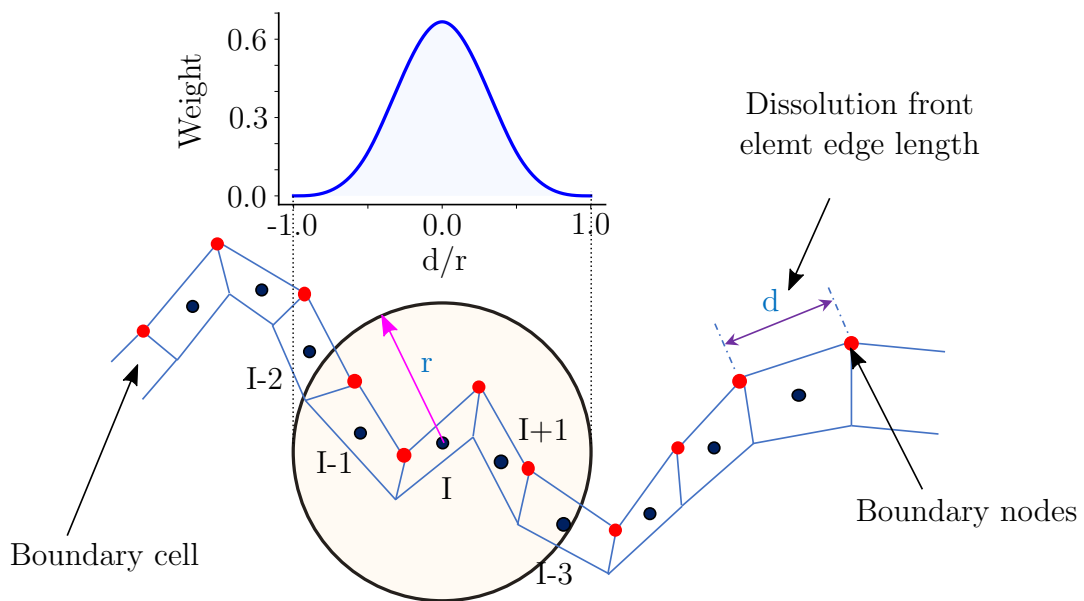 0.6
0.3
0.0
Weight
-1.0
0.0
1.0
d/r
Dissolution front
elemt edge length
d
r
I-2
I-1
I
I+1
I-3
Boundary nodes
Boundary cell